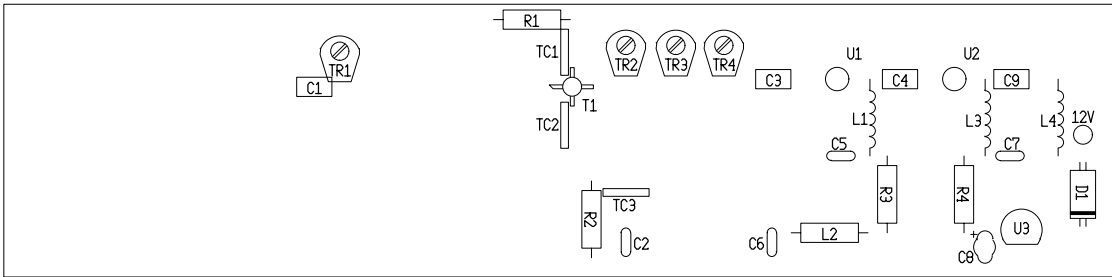 R1
TC1
TR1
TR2
TR3
TR4
U1
U2
C1
C3
C4
C9
T1
TC2
L1
L3
L4
12V
C5
C7
R3
R4
D1
R2
TC3
C2
C6
L2
U3
+
C8